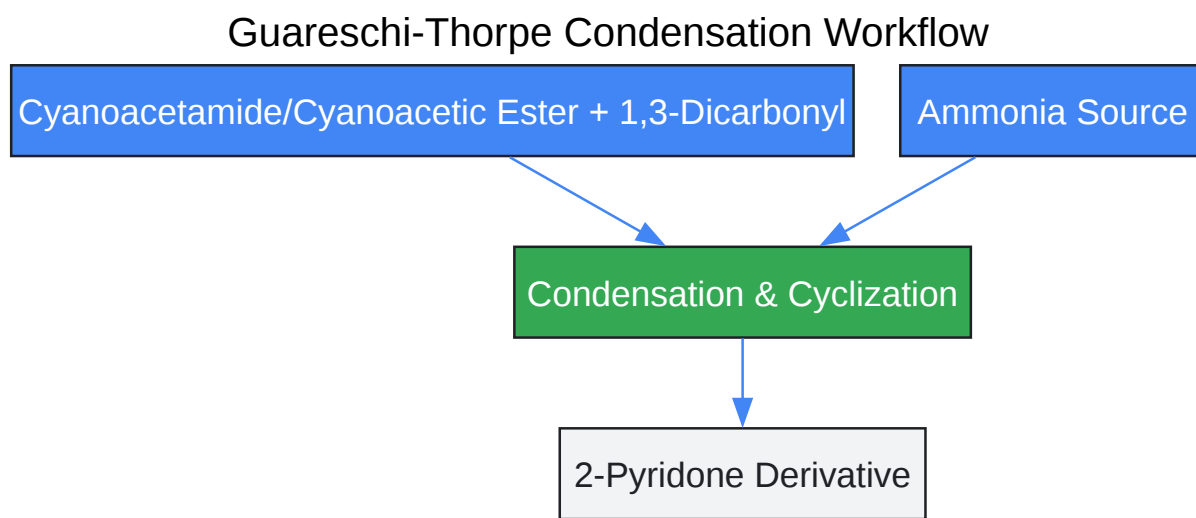 Guareschi-Thorpe Condensation Workflow
Cyanoacetamide/Cyanoacetic Ester + 1,3-Dicarbonyl
Ammonia Source
Condensation & Cyclization
2-Pyridone Derivative